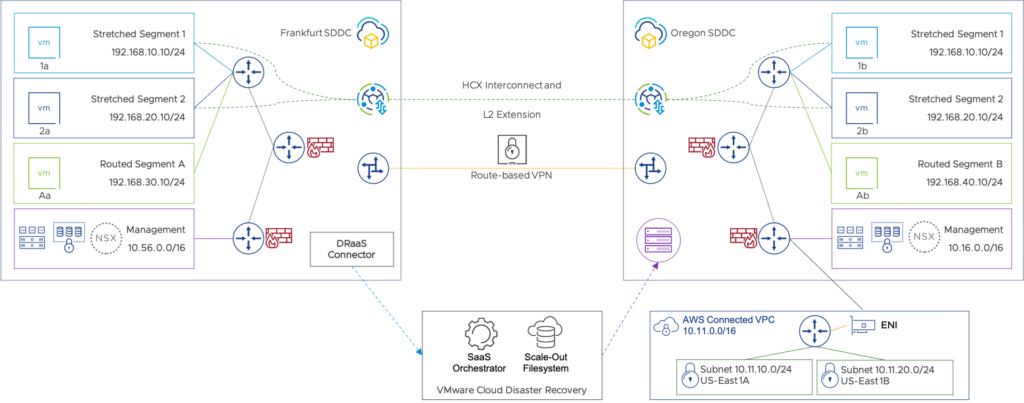 Stretched Segment 1
192.168.10.10/24
vm
1a
Stretched Segment 2
192.168.20.10/24
vm
2a
Routed Segment A
192.168.30.10/24
vm
Aa
Management
10.56.0.0/16
NSX
Frankfurt SDDC
DRaaS
Connector
HCX Interconnect and
L2 Extension
VPN
Route-based VPN
Oregon SDDC
Stretched Segment 1
192.168.10.10/24
vm
1b
Stretched Segment 2
192.168.20.10/24
vm
2b
Routed Segment B
192.168.40.10/24
vm
Ab
Management
10.16.0.0/16
NSX
SaaS
Orchestrator
Scale-Out
Filesystem
VMware Cloud Disaster Recovery
AWS Connected VPC
10.11.0.0/16
ENI
Subnet 10.11.10.0/24
US-East 1A
Subnet 10.11.20.0/24
US-East 1B